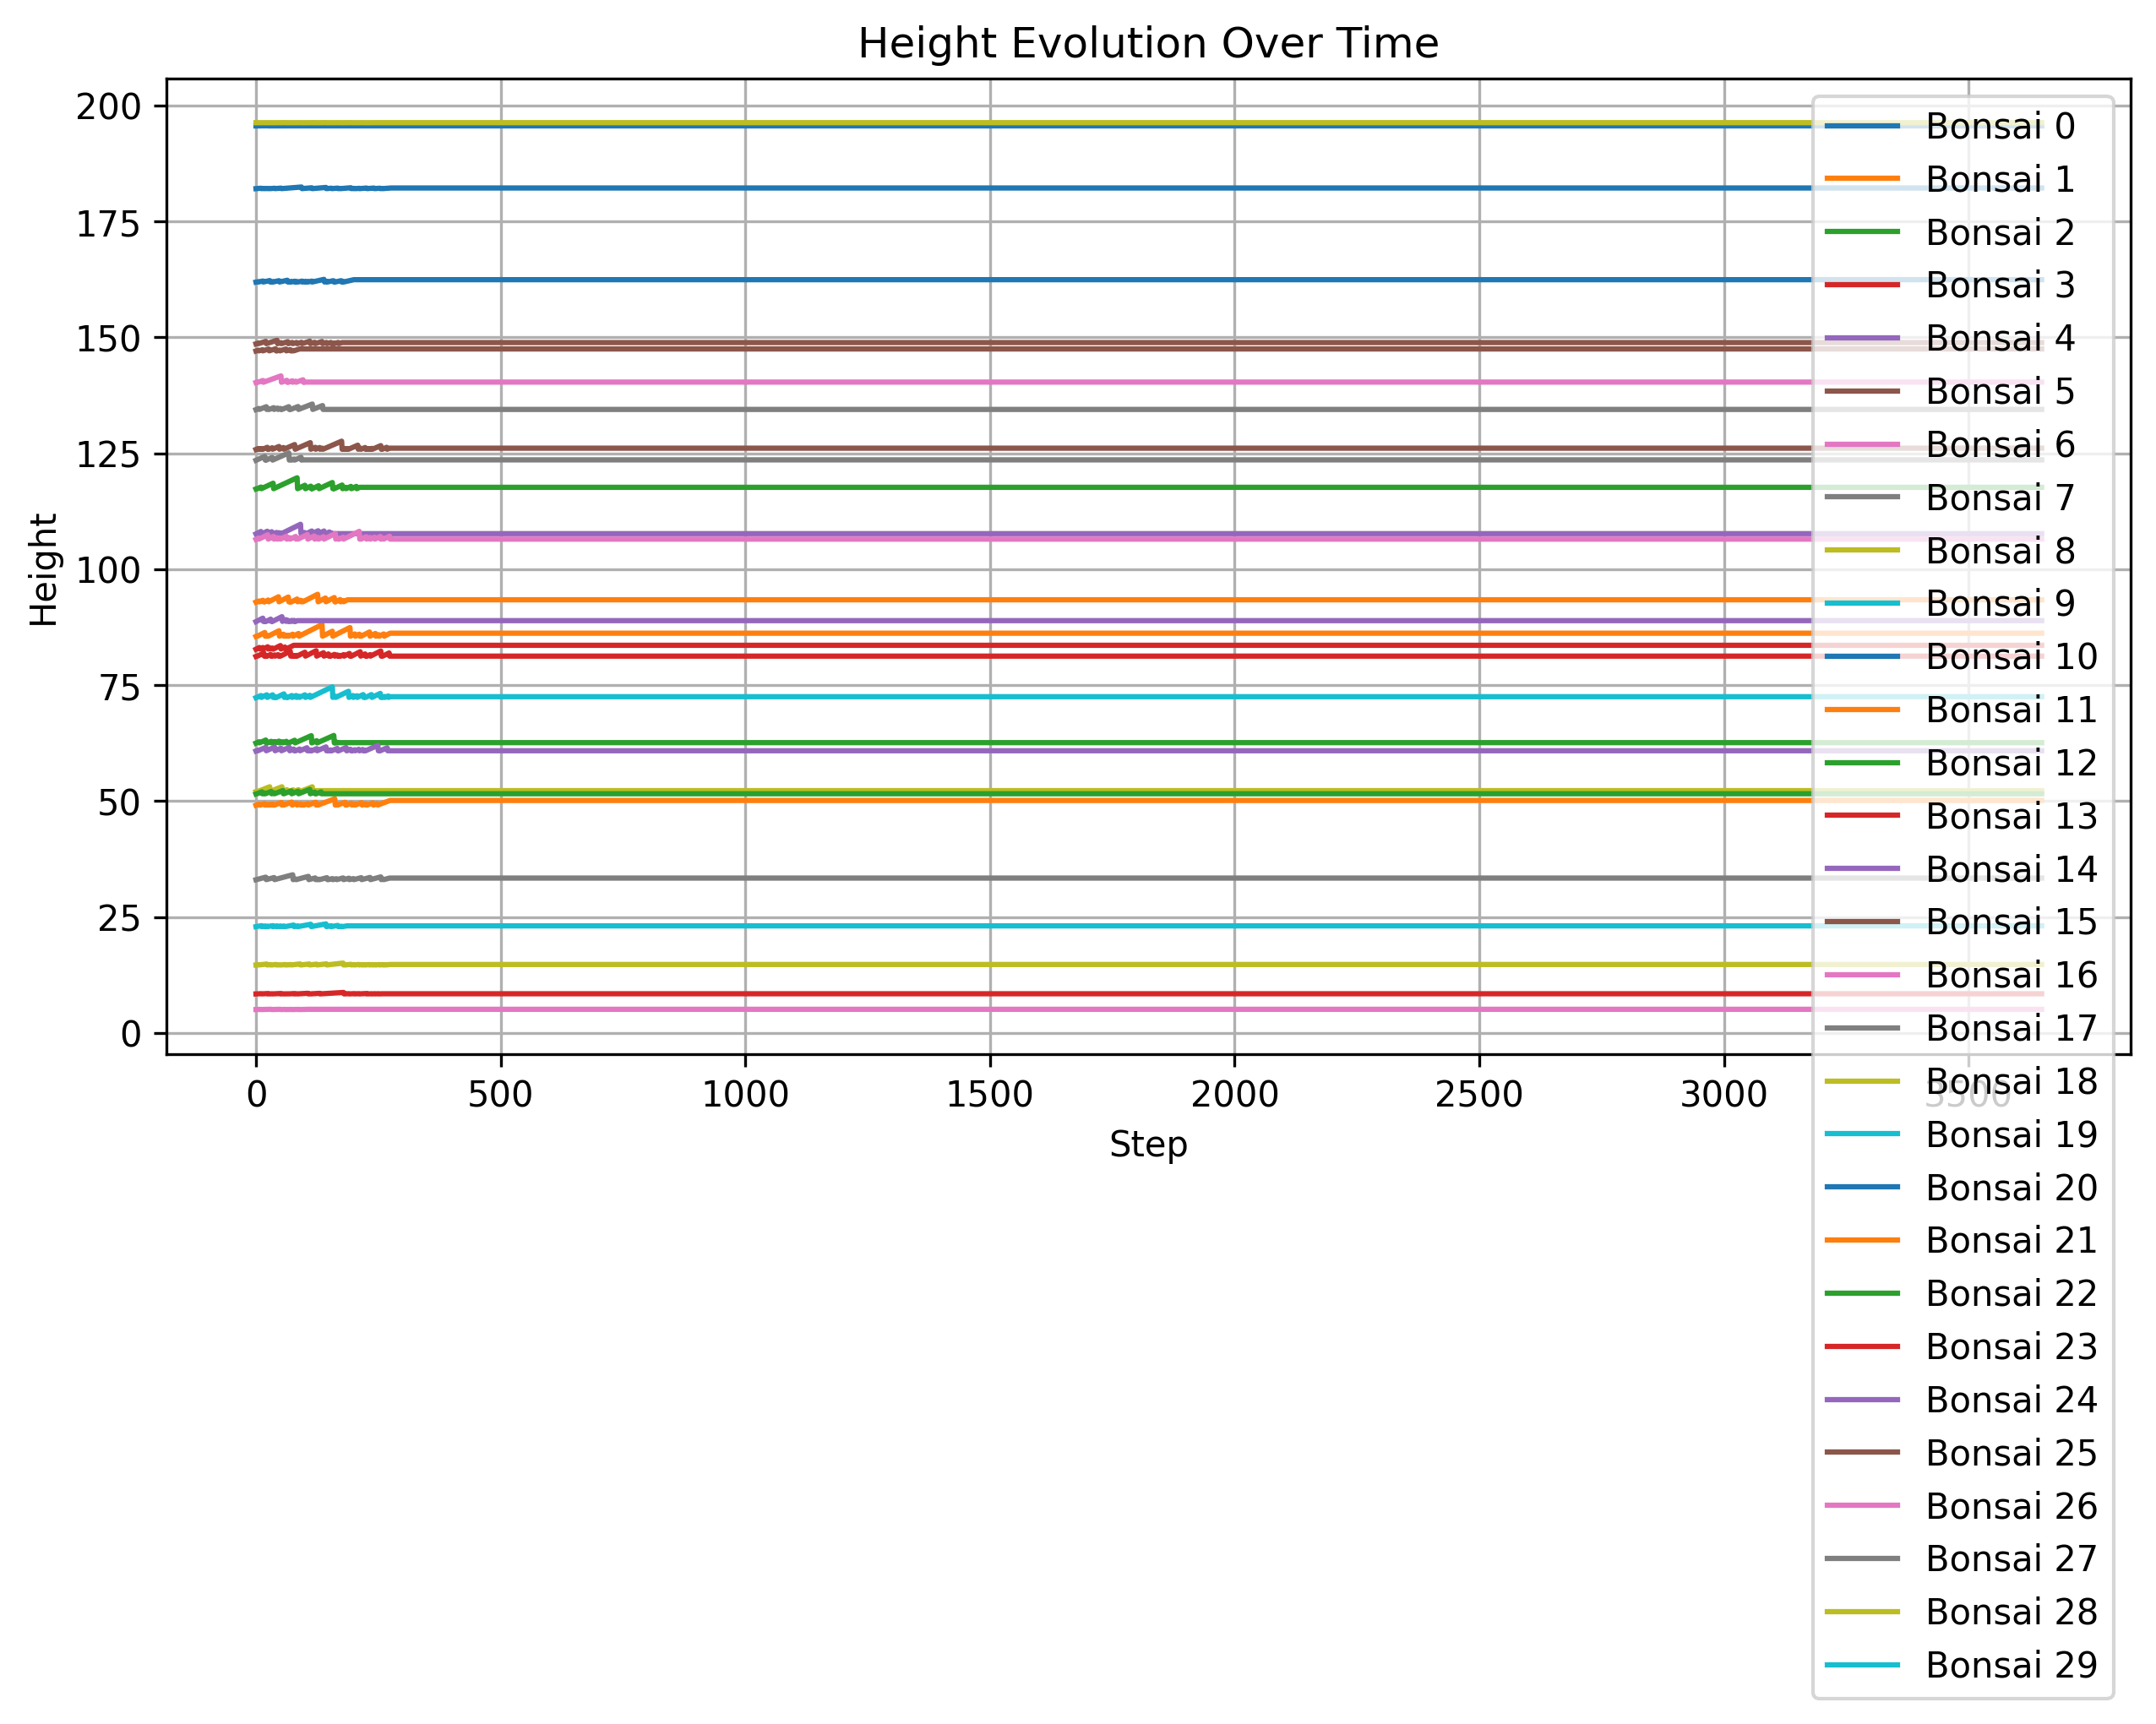 Height Evolution Over Time
Height
200
175
150
125
100
75
50
25
0
0 500 1000 1500 2000 2500 3000 3500
Step
Bonsai 0
Bonsai 1
Bonsai 2
Bonsai 3
Bonsai 4
Bonsai 5
Bonsai 6
Bonsai 7
Bonsai 8
Bonsai 9
Bonsai 10
Bonsai 11
Bonsai 12
Bonsai 13
Bonsai 14
Bonsai 15
Bonsai 16
Bonsai 17
Bonsai 18
Bonsai 19
Bonsai 20
Bonsai 21
Bonsai 22
Bonsai 23
Bonsai 24
Bonsai 25
Bonsai 26
Bonsai 27
Bonsai 28
Bonsai 29